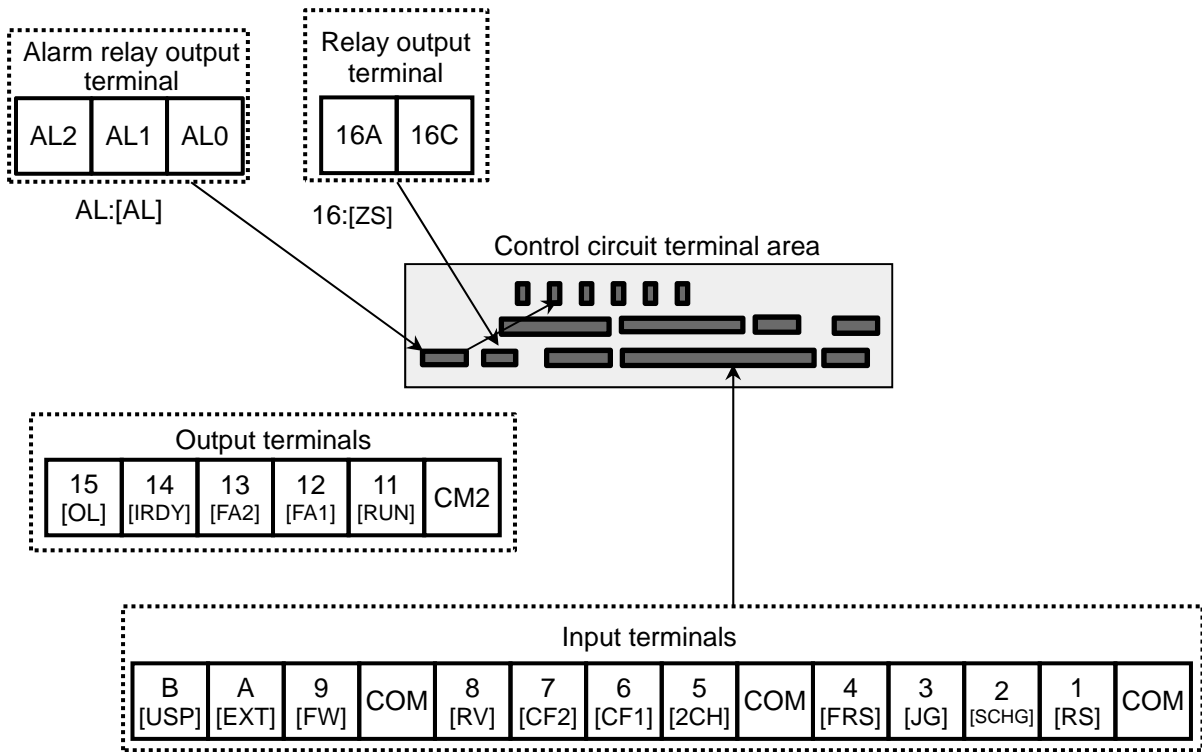 Alarm relay output
terminal
AL2 AL1 AL0
AL:[AL]
Relay output
terminal
16A 16C
16:[ZS]
Control circuit terminal area
Output terminals
15 14 13 12 11 CM2
[OL] [IRDY] [FA2] [FA1] [RUN]
Input terminals
B A 9 COM 8 7 6 5 COM 4 3 2 1 COM
[USP] [EXT] [FW] [RV] [CF2] [CF1] [2CH] [FRS] [JG] [SCHG] [RS]